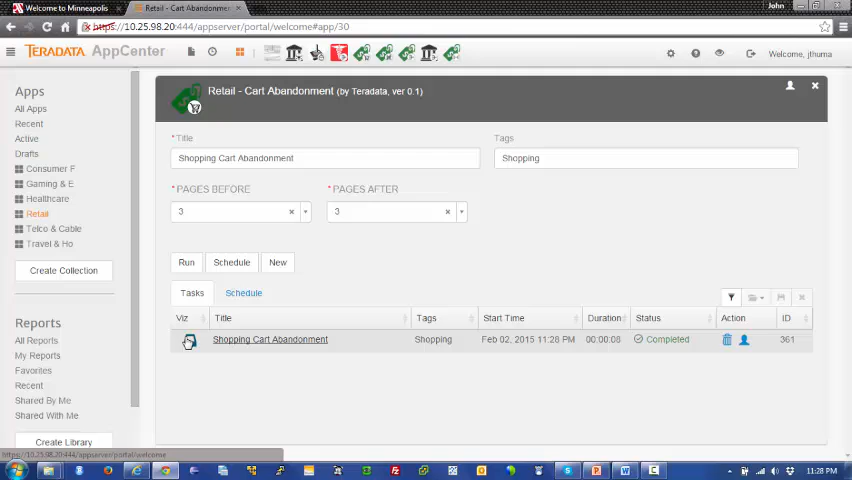 Welcome to Minneapolis
Retail - Cart Abandonment
John
https://10.25.98.20:444/appserver/portal/welcome#app/30
TERADATA AppCenter
Welcome, jthuma
Apps
All Apps
Recent
Active
Drafts
Consumer F
Gaming & E
Healthcare
Retail
Telco & Cable
Travel & Ho
Create Collection
Reports
All Reports
My Reports
Favorites
Recent
Shared By Me
Shared With Me
Create Library
Retail - Cart Abandonment (by Teradata, ver 0.1)
* Title
Tags
Shopping Cart Abandonment
Shopping
* PAGES BEFORE
* PAGES AFTER
3
3
Run
Schedule
New
Tasks
Schedule
Viz Title Tags Start Time Duration Status Action ID
Shopping Cart Abandonment Shopping Feb 02, 2015 11:28 PM 00:00:08 Completed 361
https://10.25.98.20:444/appserver/portal/welcome
11:28 PM